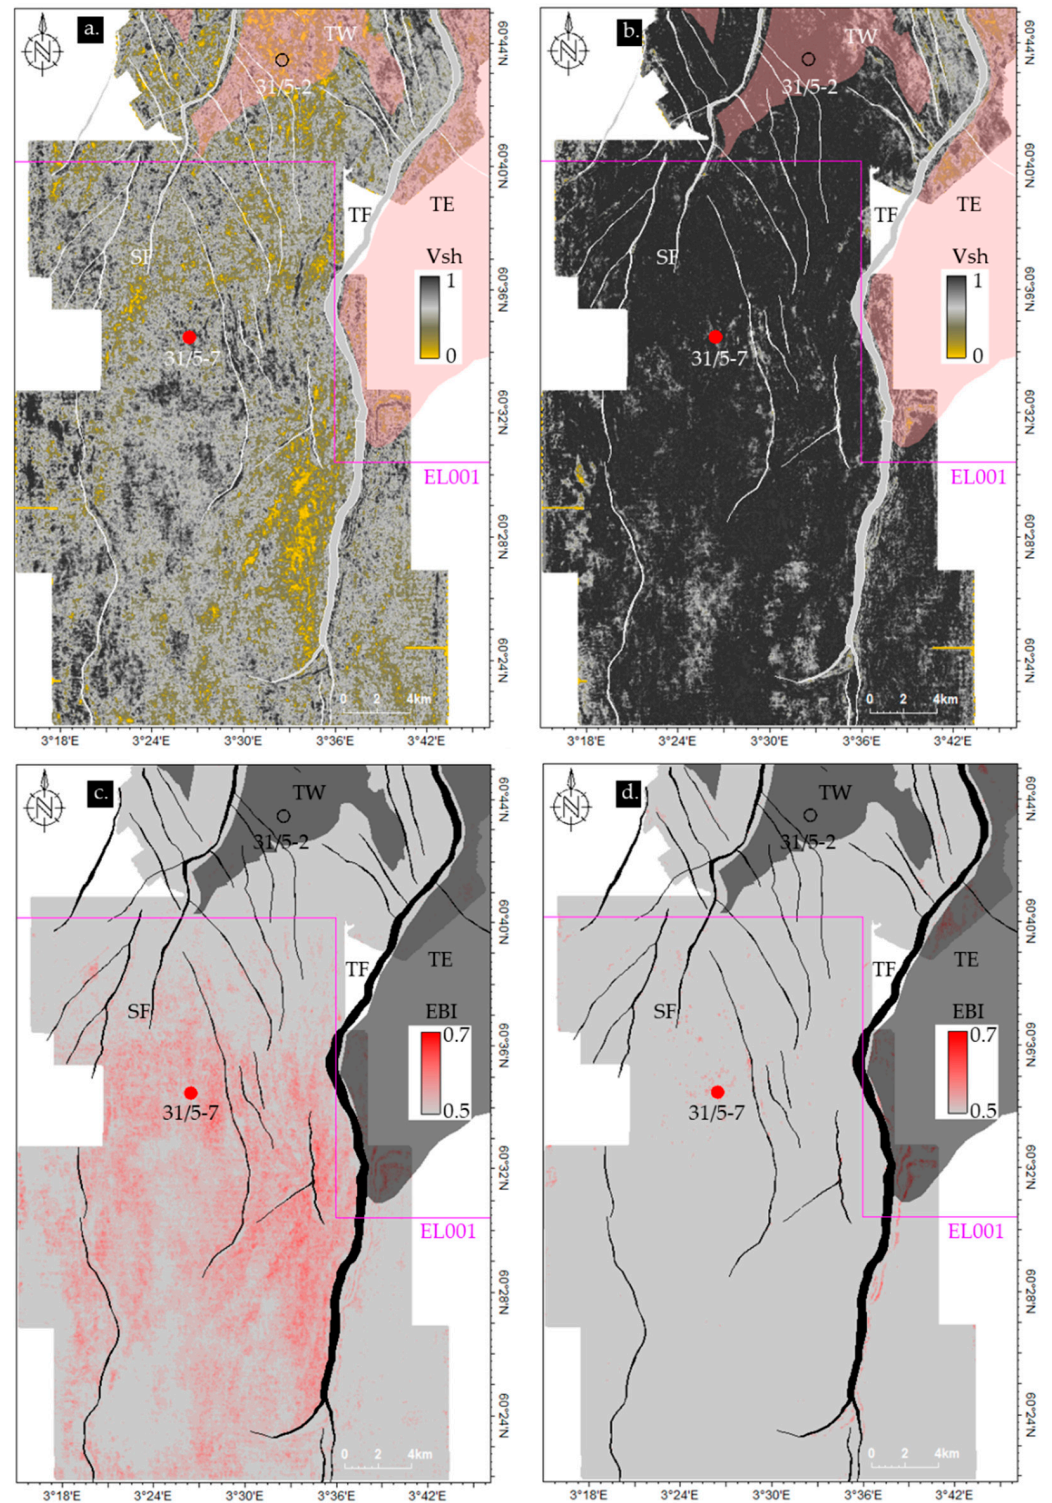 a.
N
TW
31/5-2
TF
TE
SF
Vsh
1
0
31/5-7
EL001
0 2 4km
60°44'N
60°40'N
60°36'N
60°32'N
60°28'N
60°24'N
3°18'E 3°24'E 3°30'E 3°36'E 3°42'E
b.
N
TW
31/5-2
TF
TE
SF
Vsh
1
0
31/5-7
EL001
0 2 4km
60°44'N
60°40'N
60°36'N
60°32'N
60°28'N
60°24'N
3°18'E 3°24'E 3°30'E 3°36'E 3°42'E
c.
N
TW
31/5-2
TF
TE
SF
EBI
0.7
0.5
31/5-7
EL001
0 2 4km
60°44'N
60°40'N
60°36'N
60°32'N
60°28'N
60°24'N
3°18'E 3°24'E 3°30'E 3°36'E 3°42'E
d.
N
TW
31/5-2
TF
TE
SF
EBI
0.7
0.5
31/5-7
EL001
0 2 4km
60°44'N
60°40'N
60°36'N
60°32'N
60°28'N
60°24'N
3°18'E 3°24'E 3°30'E 3°36'E 3°42'E